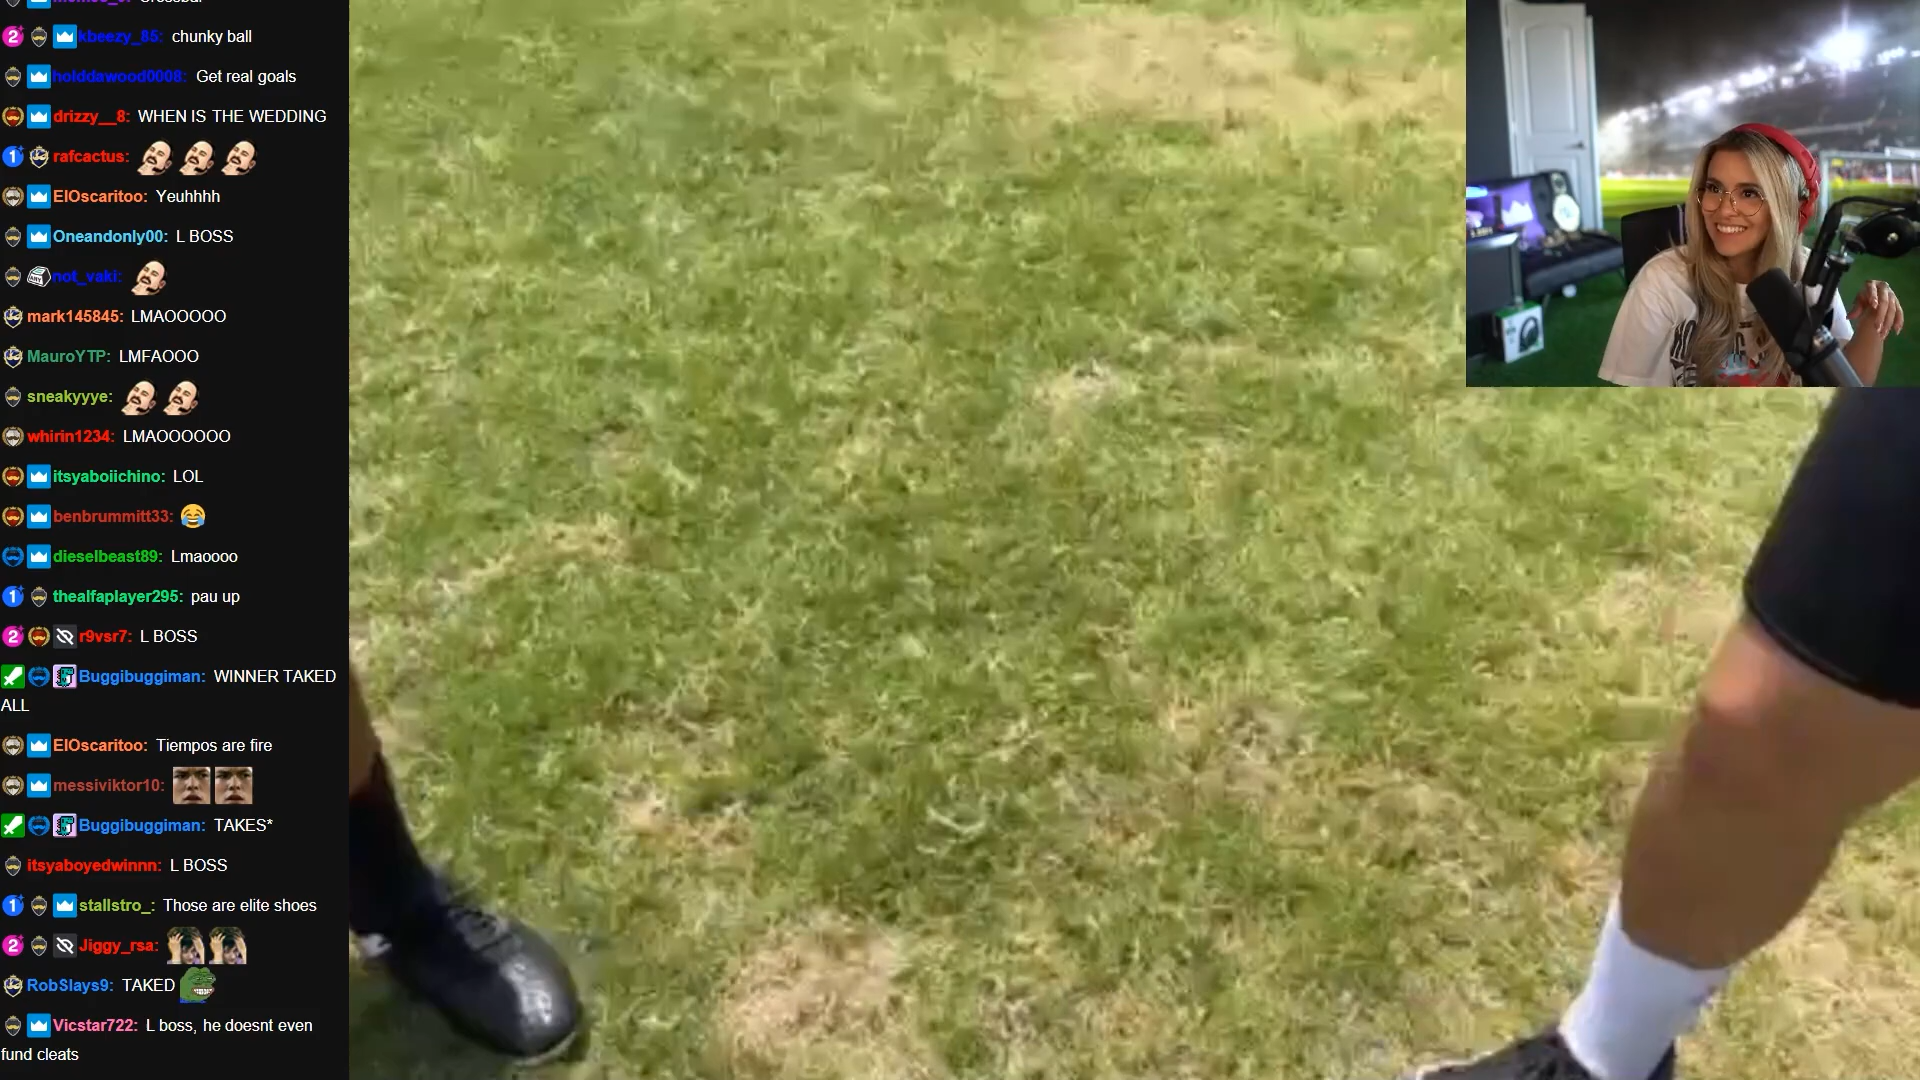 kbeezy_85: chunky ball
holddawood0008: Get real goals
drizzy__8: WHEN IS THE WEDDING
rafcactus:
ElOscaritoo: Yeuhhhh
Oneandonly00: L BOSS
not_vaki:
mark145845: LMAOOOOO
MauroYTP: LMFAOOO
sneakyyye:
whirin1234: LMAOOOOOO
itsyaboiichino: LOL
benbrummitt33: 😂
dieselbeast89: Lmaoooo
thealfaplayer295: pau up
r9vsr7: L BOSS
Buggibuggiman: WINNER TAKED
ALL
ElOscaritoo: Tiempos are fire
messiviktor10:
Buggibuggiman: TAKES*
itsyaboyedwinnn: L BOSS
stallstro_: Those are elite shoes
Jiggy_rsa:
RobSlays9: TAKED
Vicstar722: L boss, he doesnt even
fund cleats